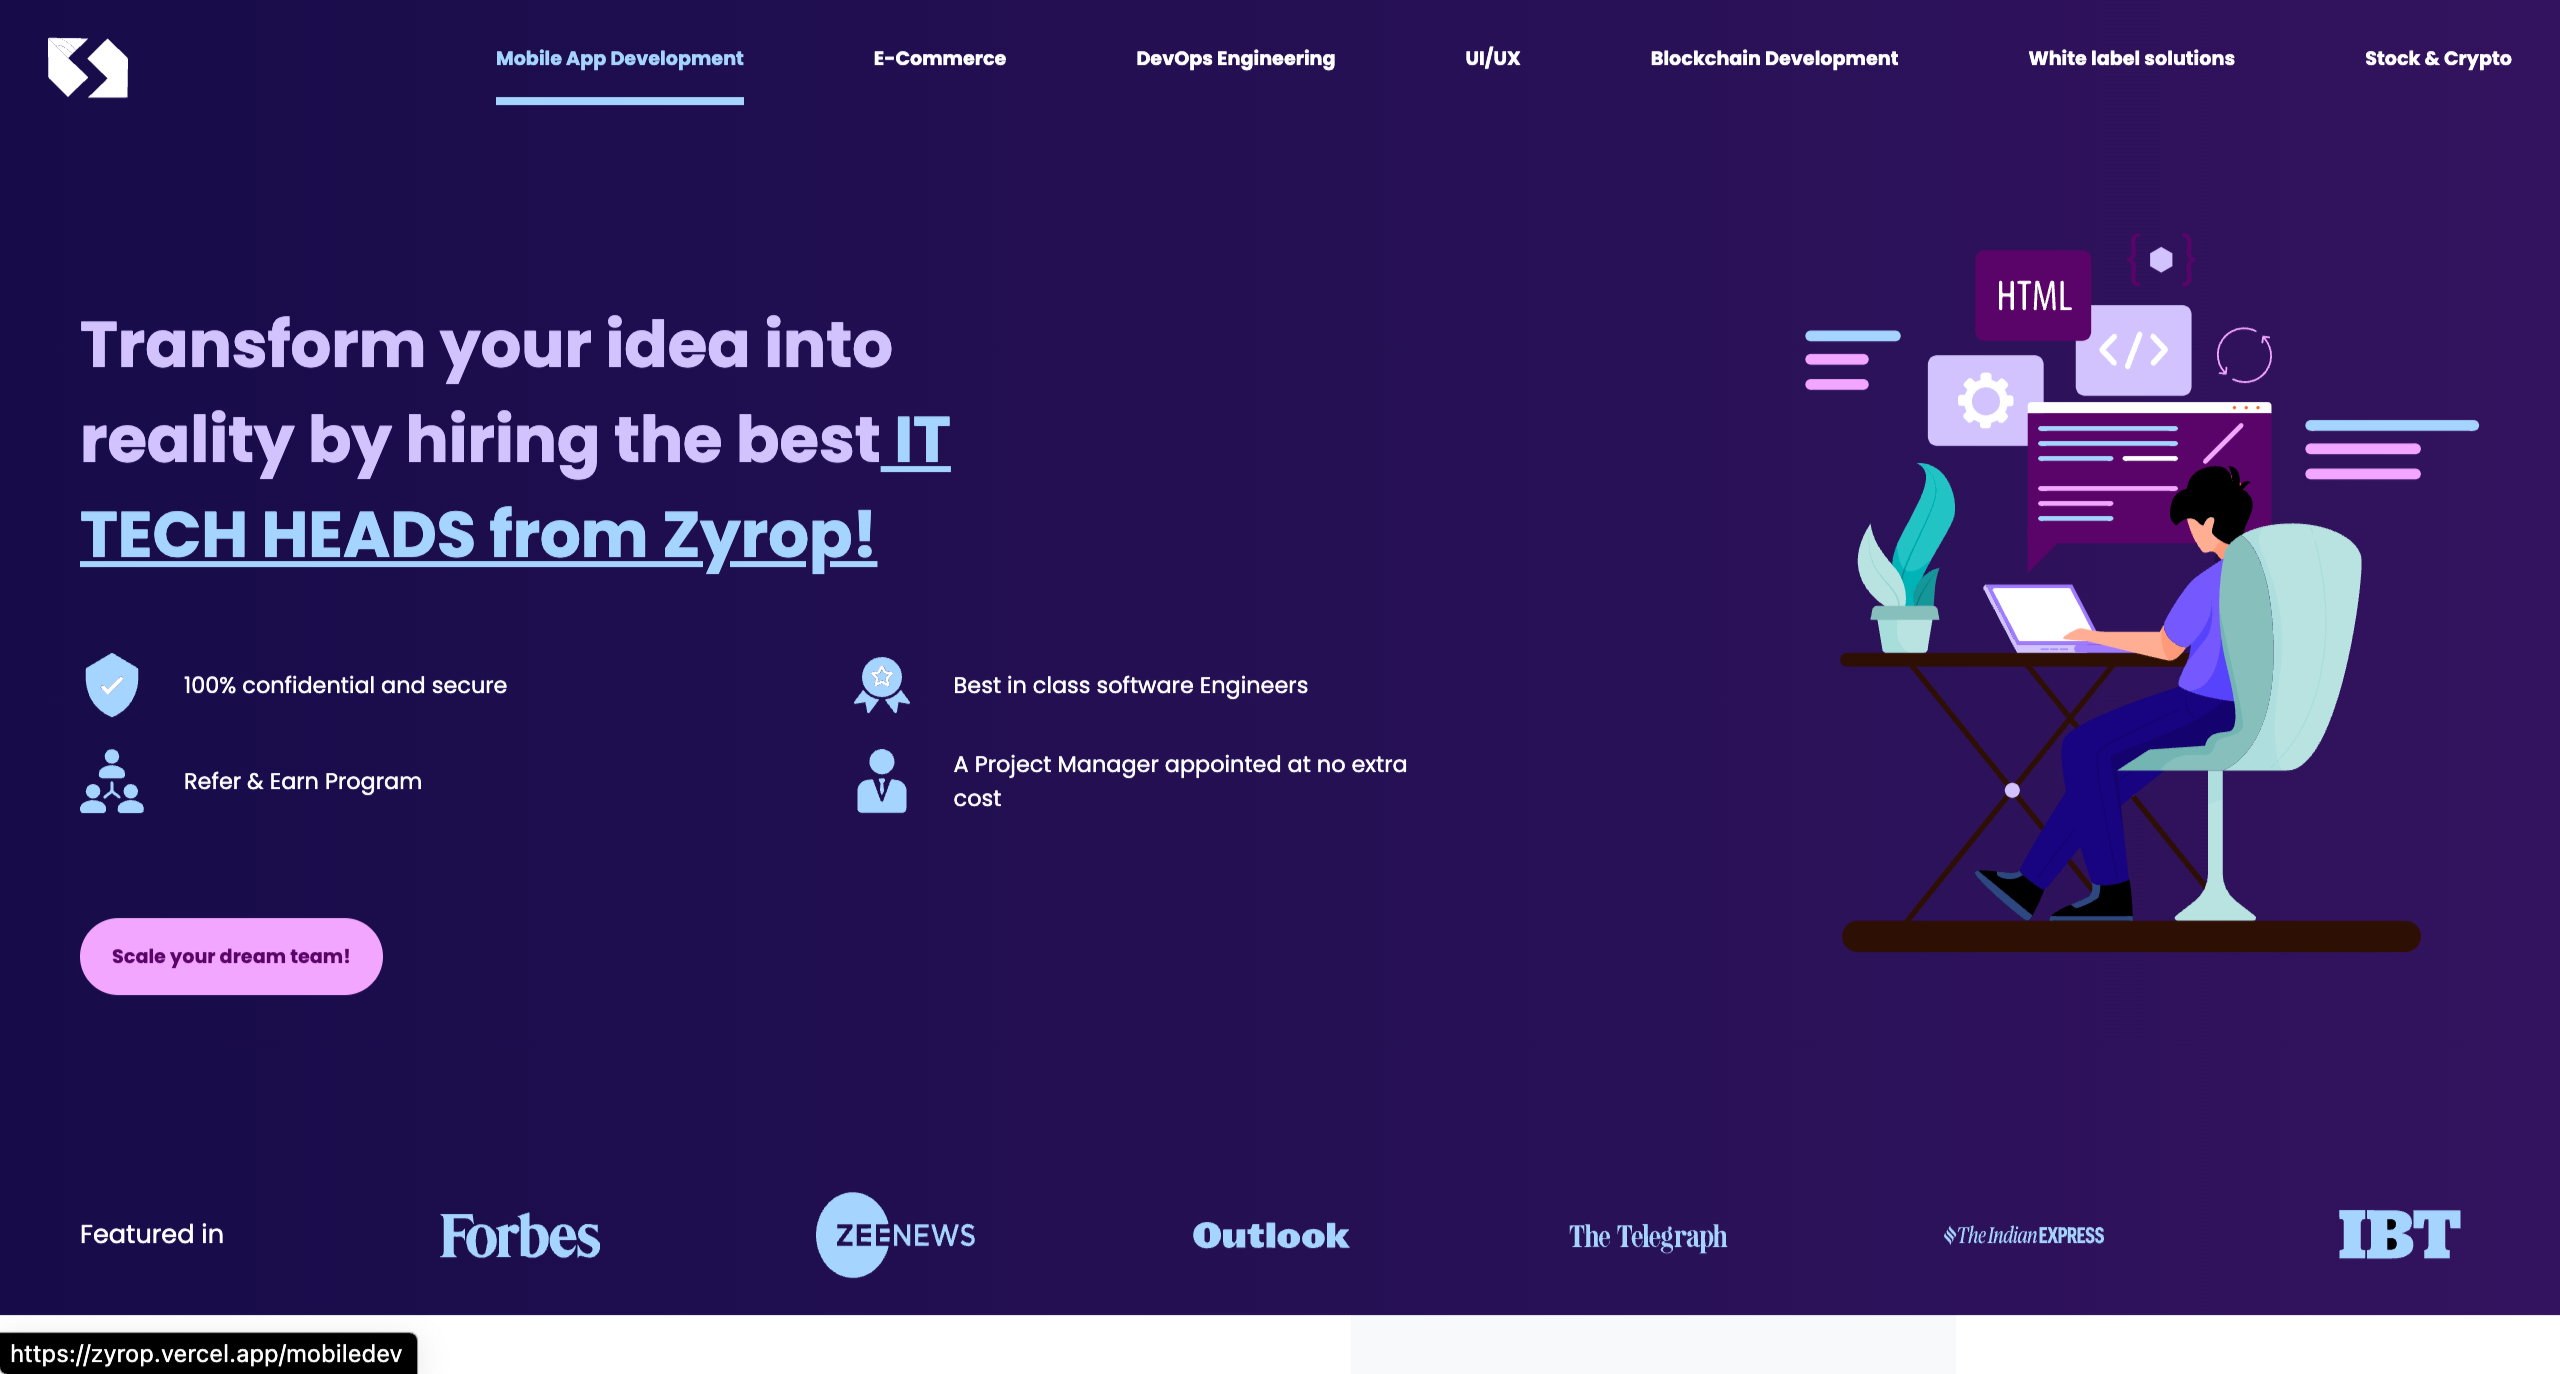 Mobile App Development
E-Commerce
DevOps Engineering
UI/UX
Blockchain Development
White label solutions
Stock & Crypto
HTML
</>
Transform your idea into
reality by hiring the best IT
TECH HEADS from Zyrop!
100% confidential and secure
Best in class software Engineers
Refer & Earn Program
A Project Manager appointed at no extra
cost
Scale your dream team!
Featured in
Forbes
ZEENEWS
Outlook
The Telegraph
The Indian EXPRESS
IBT
https://zyrop.vercel.app/mobiledev